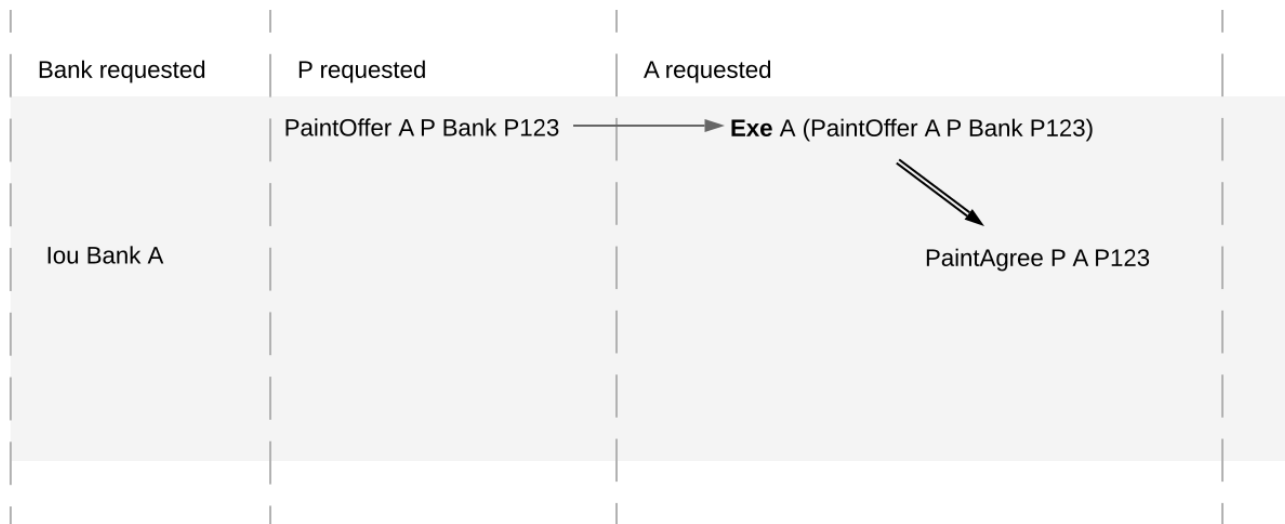 Bank requested
P requested
A requested
PaintOffer A P Bank P123
Exe A (PaintOffer A P Bank P123)
Iou Bank A
PaintAgree P A P123